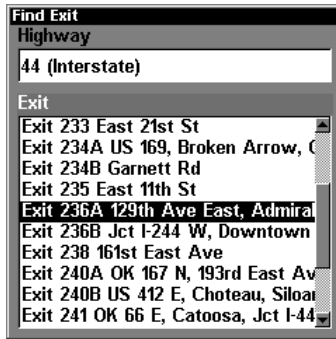 Find Exit
Highway
44 (Interstate)
Exit
Exit 233 East 21st St
Exit 234A US 169, Broken Arrow,
Exit 234B Garnett Rd
Exit 235 East 11th St
Exit 236A 129th Ave East, Admiral
Exit 236B Jct I-244 W, Downtown
Exit 238 161st East Ave
Exit 240A OK 167 N, 193rd East Av
Exit 240B US 412 E, Choteau, Siloa
Exit 241 OK 66 E, Catoosa, Jct I-44